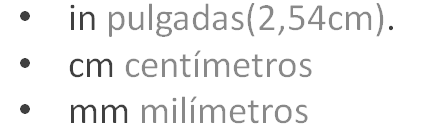 • in pulgadas(2,54cm).
• cm centímetros
• mm milímetros